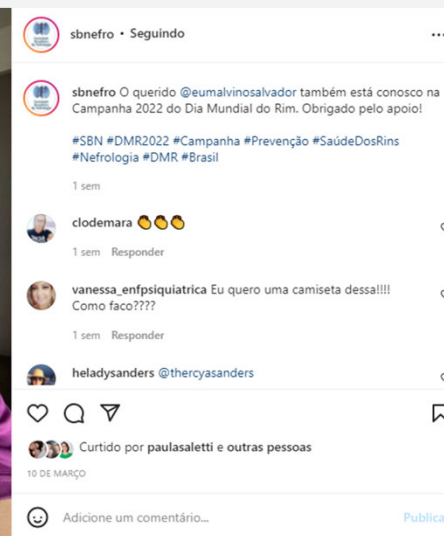 sbnefro • Seguindo
sbnefro O querido @eumalvinosalvador também está conosco na
Campanha 2022 do Dia Mundial do Rim. Obrigado pelo apoio!
#SBN #DMR2022 #Campanha #Prevenção #SaúdeDosRins
#Nefrologia #DMR #Brasil
1 sem
clodemara 👏👏👏
1 sem Responder
vanessa_enfpsiquiatrica Eu quero uma camiseta dessa!!!!
Como faco????
1 sem Responder
heladysanders @thercyasanders
Curtido por paulasaletti e outras pessoas
10 DE MARÇO
Adicione um comentário...
Publica